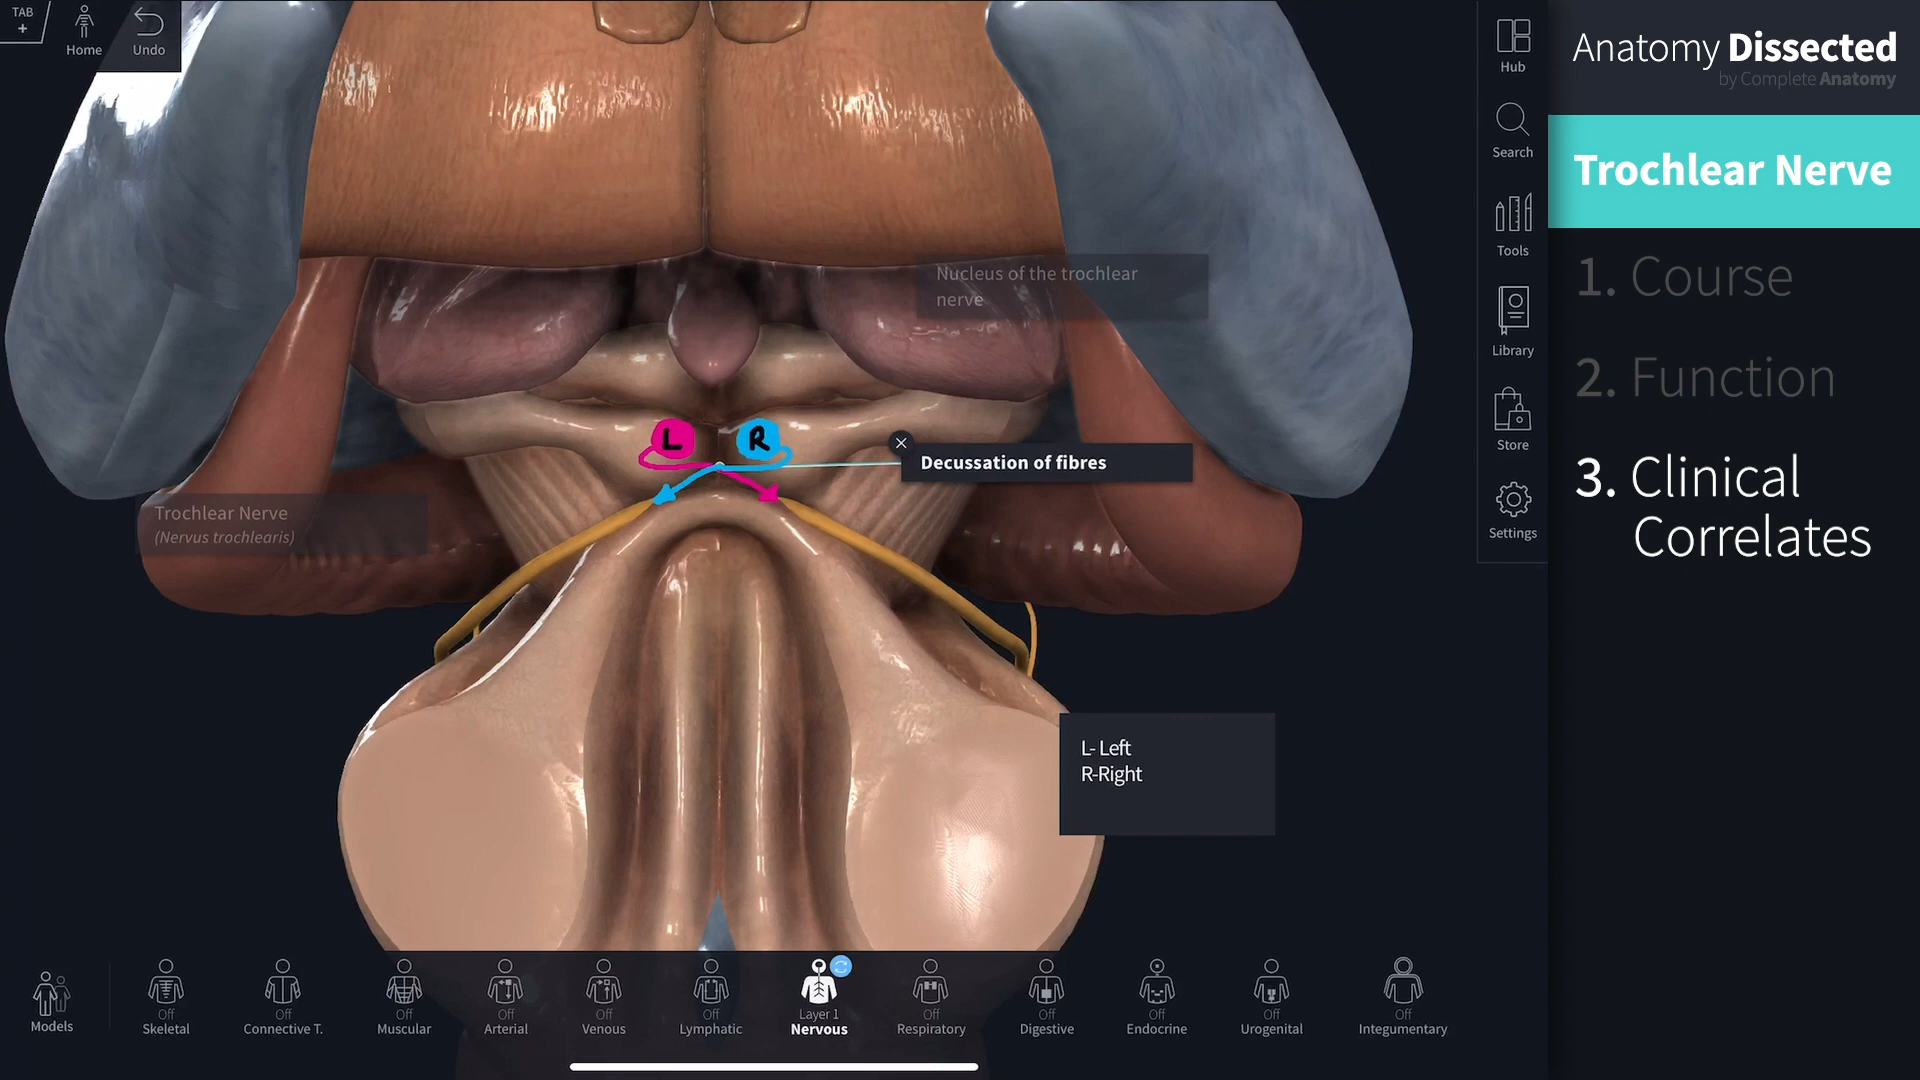 TAB
+
Home
Undo
Hub
Search
Tools
Library
Store
Settings
Anatomy Dissected
by Complete Anatomy
Trochlear Nerve
1. Course
2. Function
3. Clinical
Correlates
Nucleus of the trochlear
nerve
L
R
Decussation of fibres
Trochlear Nerve
(Nervus trochlearis)
L- Left
R-Right
Models
Off
Skeletal
Off
Connective T.
Off
Muscular
Off
Arterial
Off
Venous
Off
Lymphatic
Layer 1
Nervous
Off
Respiratory
Off
Digestive
Off
Endocrine
Off
Urogenital
Off
Integumentary